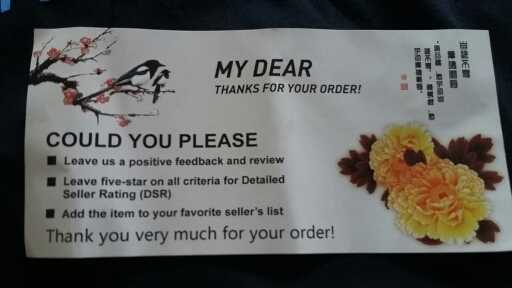 MY DEAR
THANKS FOR YOUR ORDER!
COULD YOU PLEASE
Leave us a positive feedback and review
Leave five-star on all criteria for Detailed
Seller Rating (DSR)
Add the item to your favorite seller's list
Thank you very much for your order!